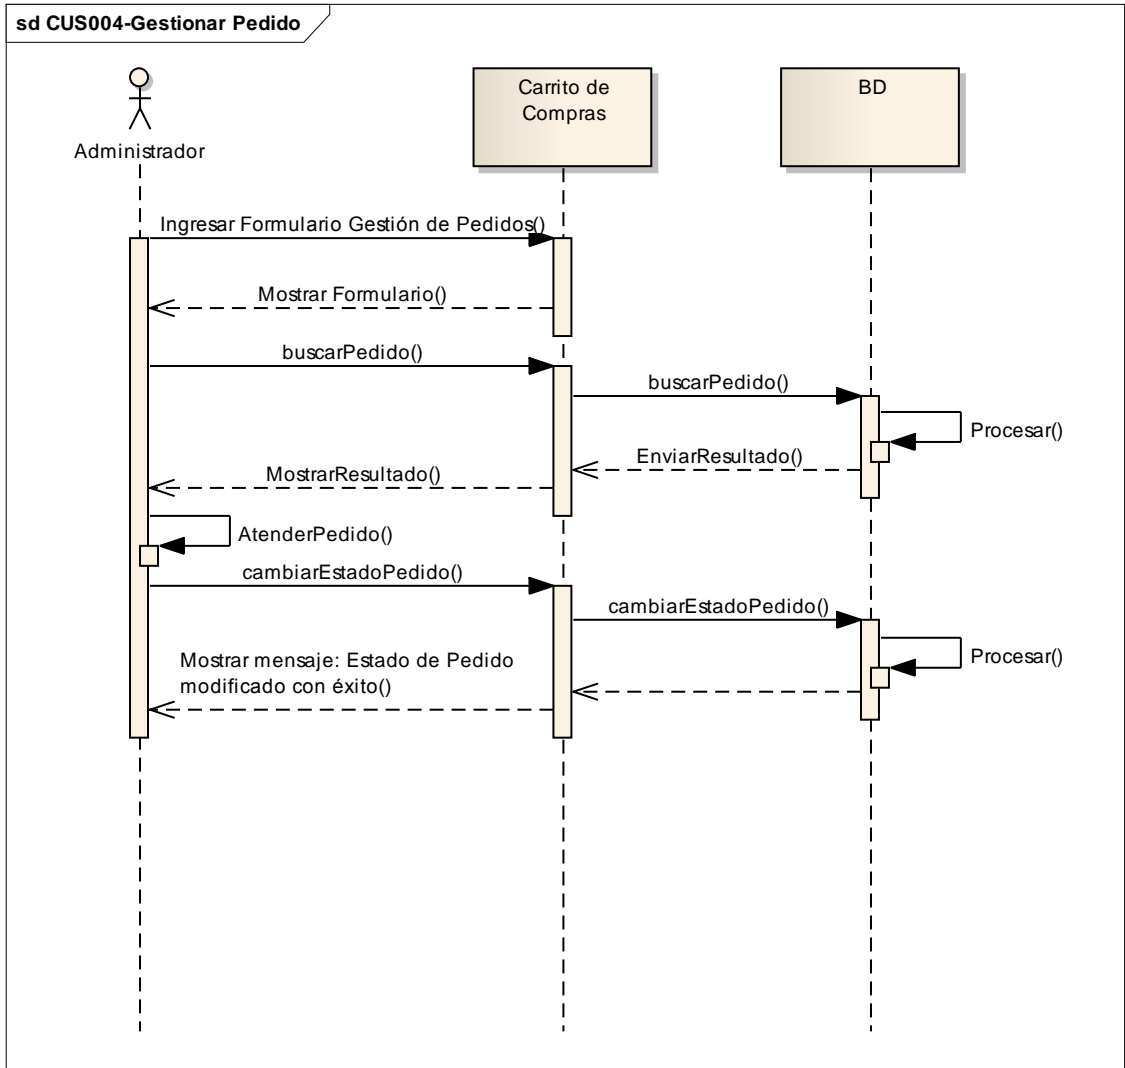 sd CUS004-Gestionar Pedido
Administrador
Carrito de
Compras
BD
Ingresar Formulario Gestión de Pedidos()
Mostrar Formulario()
buscarPedido()
buscarPedido()
Procesar()
EnviarResultado()
MostrarResultado()
AtenderPedido()
cambiarEstadoPedido()
cambiarEstadoPedido()
Procesar()
Mostrar mensaje: Estado de Pedido
modificado con éxito()